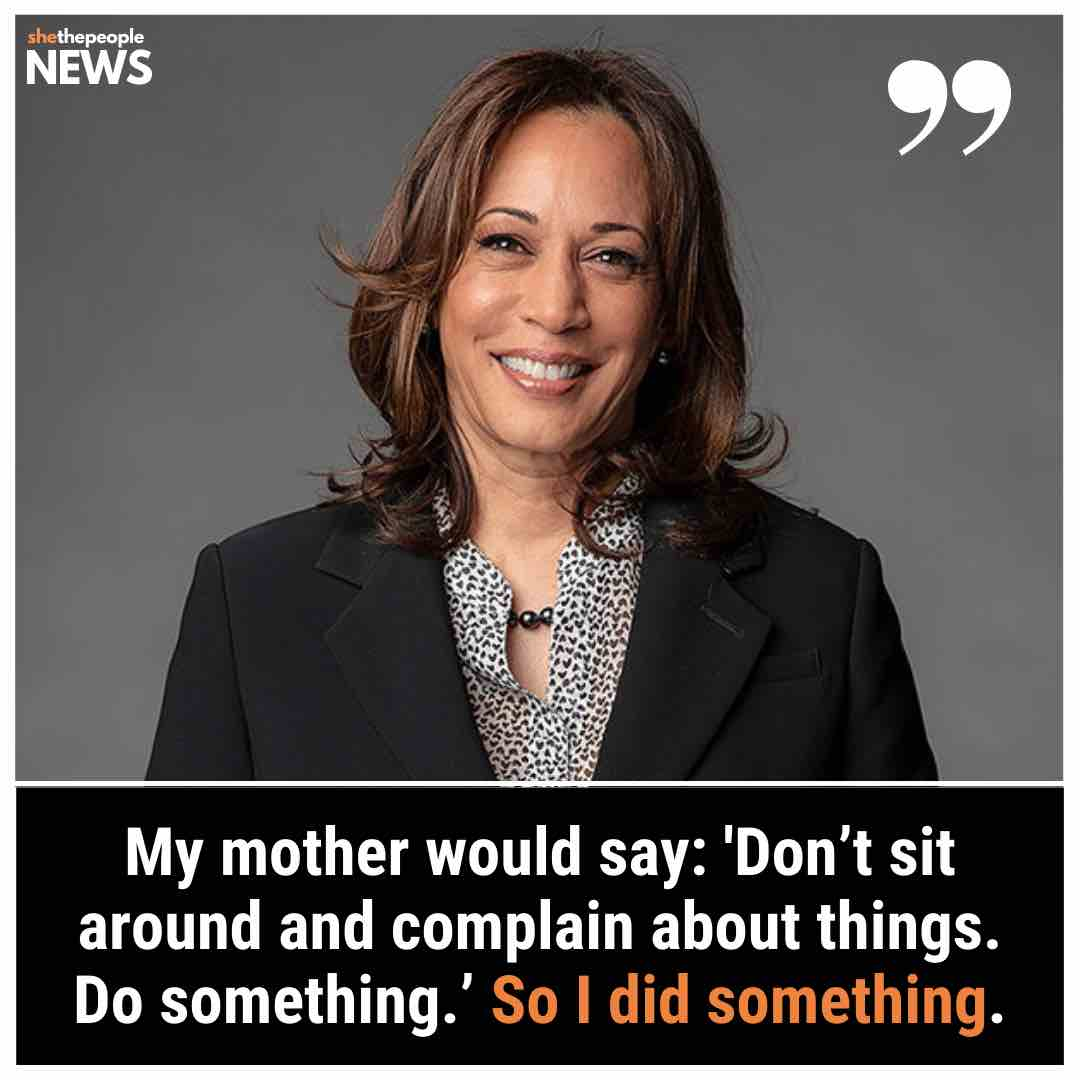 shethepeople
NEWS
”
My mother would say: 'Don’t sit
around and complain about things.
Do something.’ So I did something.